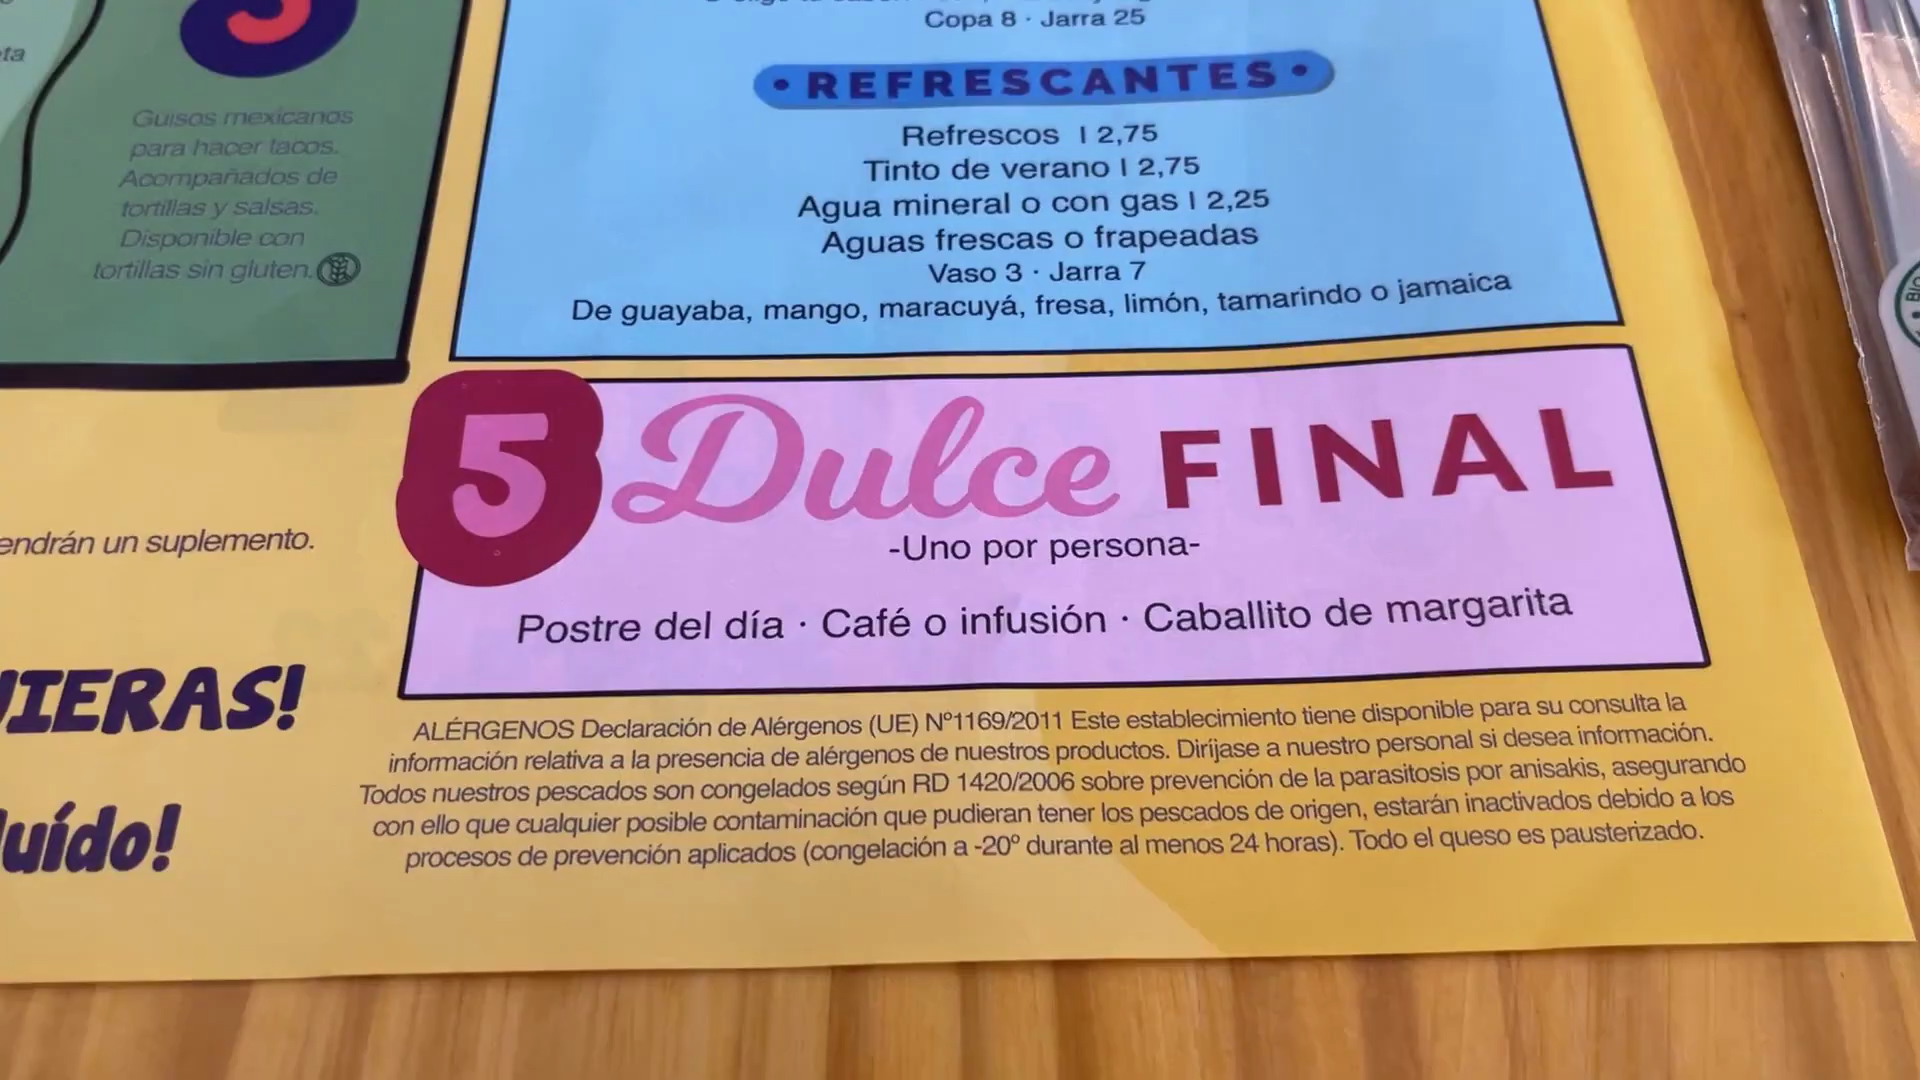 ta
Guisos mexicanos
para hacer tacos.
Acompañados de
tortillas y salsas.
Disponible con
tortillas sin gluten.
endrán un suplemento.
IERAS!
uído!
Copa 8 · Jarra 25
• REFRESCANTES •
Refrescos I 2,75
Tinto de verano I 2,75
Agua mineral o con gas I 2,25
Aguas frescas o frapeadas
Vaso 3 · Jarra 7
De guayaba, mango, maracuyá, fresa, limón, tamarindo o jamaica
5 Dulce FINAL
-Uno por persona-
Postre del día · Café o infusión · Caballito de margarita
ALÉRGENOS Declaración de Alérgenos (UE) Nº1169/2011 Este establecimiento tiene disponible para su consulta la
información relativa a la presencia de alérgenos de nuestros productos. Diríjase a nuestro personal si desea información.
Todos nuestros pescados son congelados según RD 1420/2006 sobre prevención de la parasitosis por anisakis, asegurando
con ello que cualquier posible contaminación que pudieran tener los pescados de origen, estarán inactivados debido a los
procesos de prevención aplicados (congelación a -20º durante al menos 24 horas). Todo el queso es pausterizado.